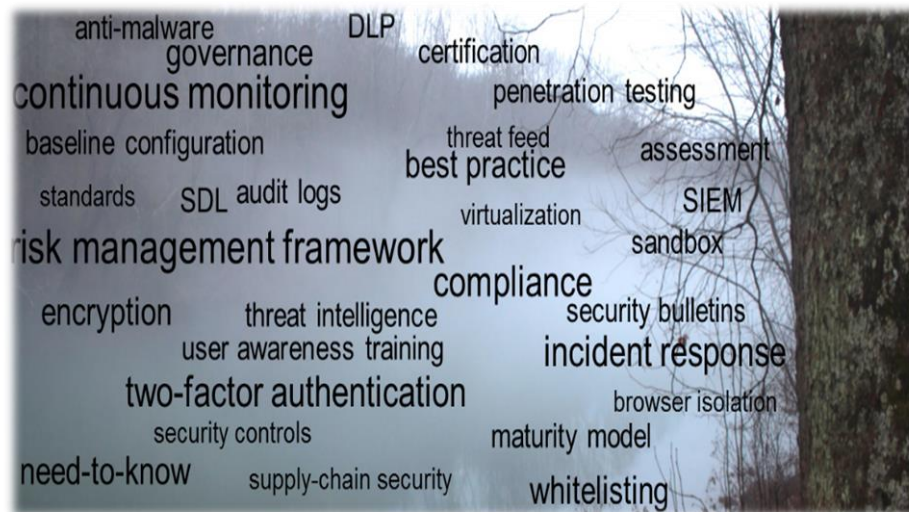 anti-malware
DLP
governance
certification
continuous monitoring
penetration testing
baseline configuration
threat feed
best practice
assessment
standards
SDL
audit logs
virtualization
SIEM
risk management framework
sandbox
compliance
encryption
threat intelligence
security bulletins
user awareness training
incident response
two-factor authentication
browser isolation
security controls
maturity model
need-to-know
supply-chain security
whitelisting